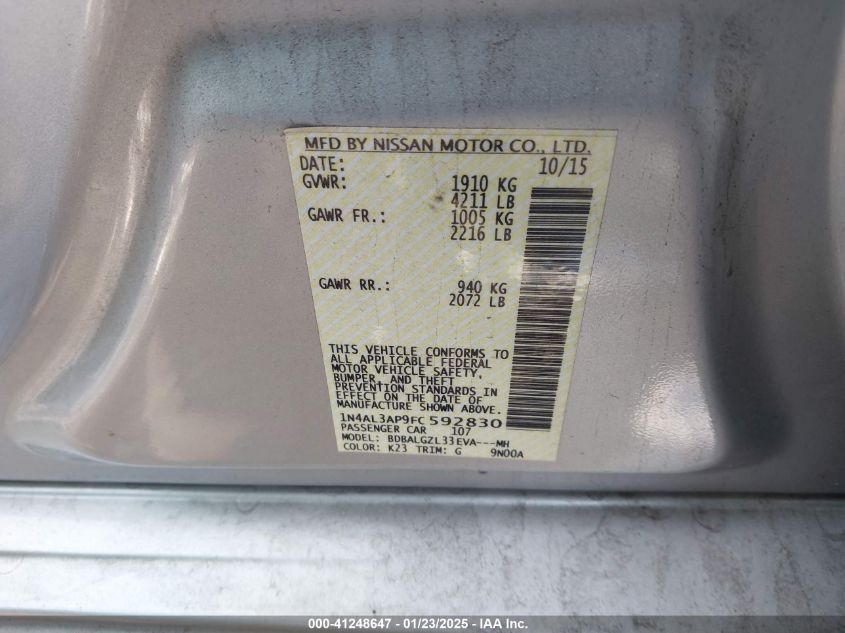 MFD BY NISSAN MOTOR CO., LTD.
DATE: 10/15
GVWR: 1910 KG
4211 LB
GAWR FR.: 1005 KG
2216 LB
GAWR RR.: 940 KG
2072 LB
THIS VEHICLE CONFORMS TO
ALL APPLICABLE FEDERAL
MOTOR VEHICLE SAFETY,
BUMPER, AND THEFT
PREVENTION STANDARDS IN
EFFECT ON THE DATE OF
MANUFACTURE SHOWN ABOVE.
1N4AL3AP9FC592830
PASSENGER CAR 107
MODEL: BDBALGZL33EVA---MH
COLOR: K23 TRIM: G 9N00A
000-41248647 / 01/23/2025 - IAA Inc.